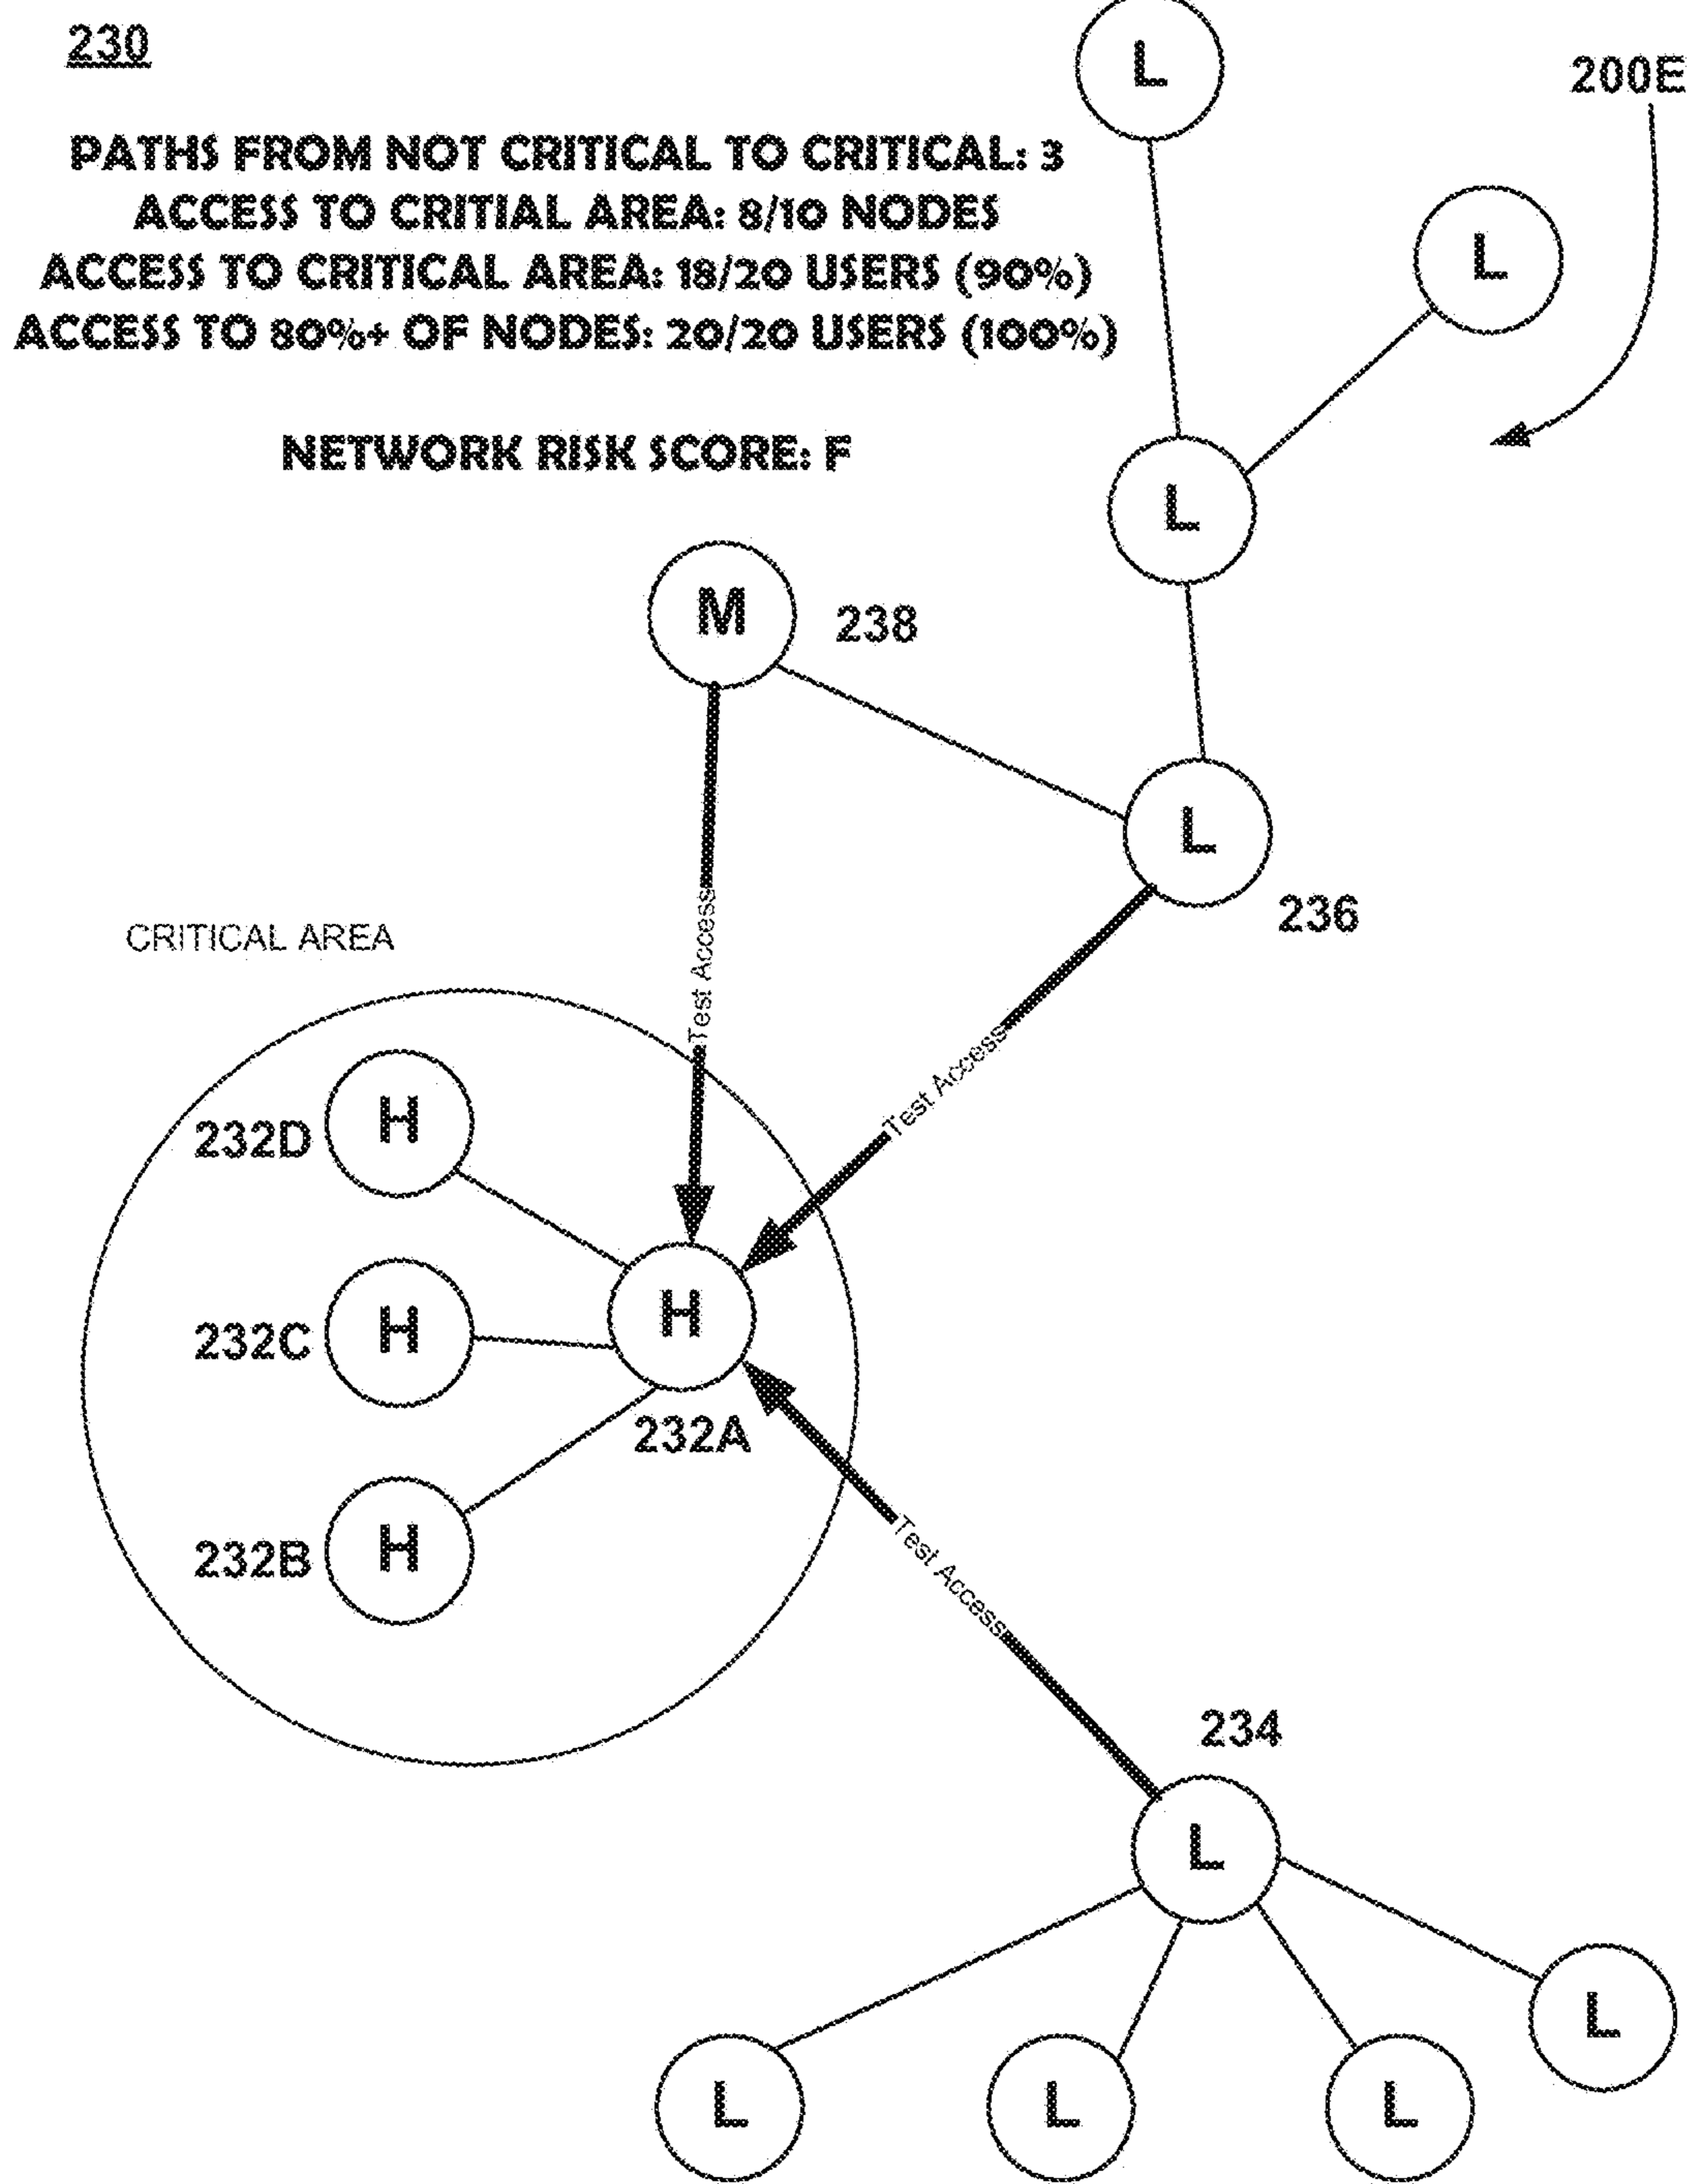 230
L
200E
PATHS FROM NOT CRITICAL TO CRITICAL: 3
ACCESS TO CRITIAL AREA: 8/10 NODES
ACCESS TO CRITICAL AREA: 18/20 USERS (90%)
ACCESS TO 80%+ OF NODES: 20/20 USERS (100%)
L
NETWORK RISK SCORE: F
L
M
238
L
236
CRITICAL AREA
Test Access
Test Access
232D
H
232C
H
H
232A
232B
H
Test Access
234
L
L
L
L
L